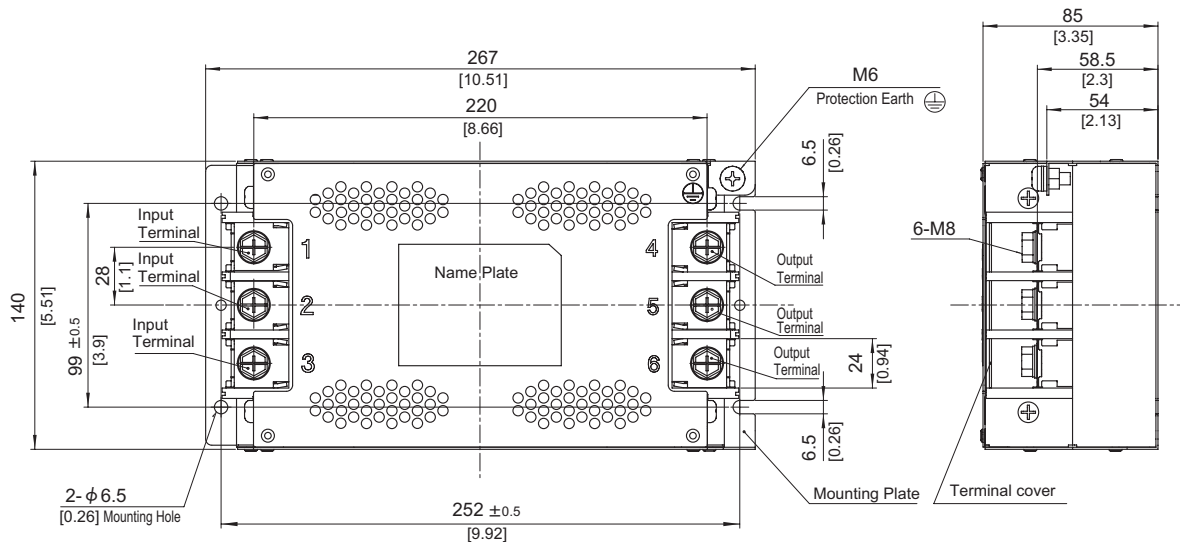 267
[10.51]
220
[8.66]
M6
Protection Earth
6.5
[0.26]
85
[3.35]
58.5
[2.3]
54
[2.13]
140
[5.51]
99 ±0.5
[3.9]
28
[1.1]
Input
Terminal
Input
Terminal
Input
Terminal
1
2
3
Name Plate
4
5
6
Output
Terminal
Output
Terminal
Output
Terminal
24
[0.94]
6.5
[0.26]
6-M8
2-ϕ6.5
[0.26] Mounting Hole
252 ±0.5
[9.92]
Mounting Plate
Terminal cover